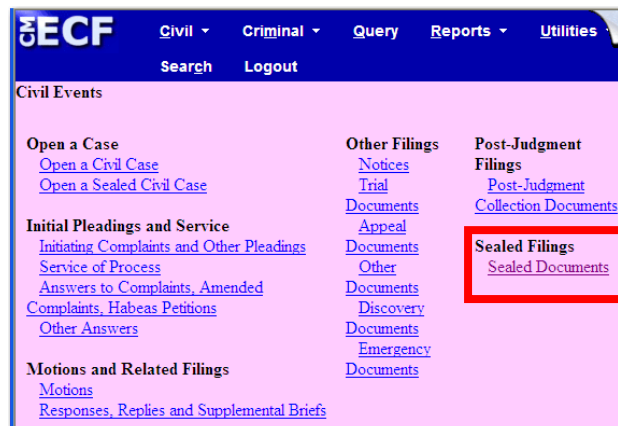 CM ECF Civil Criminal Query Reports Utilities
Search Logout
Civil Events
Open a Case
Open a Civil Case
Open a Sealed Civil Case
Initial Pleadings and Service
Initiating Complaints and Other Pleadings
Service of Process
Answers to Complaints, Amended
Complaints, Habeas Petitions
Other Answers
Motions and Related Filings
Motions
Responses, Replies and Supplemental Briefs
Other Filings
Notices
Trial
Documents
Appeal
Documents
Other
Documents
Discovery
Documents
Emergency
Documents
Post-Judgment
Filings
Post-Judgment
Collection Documents
Sealed Filings
Sealed Documents